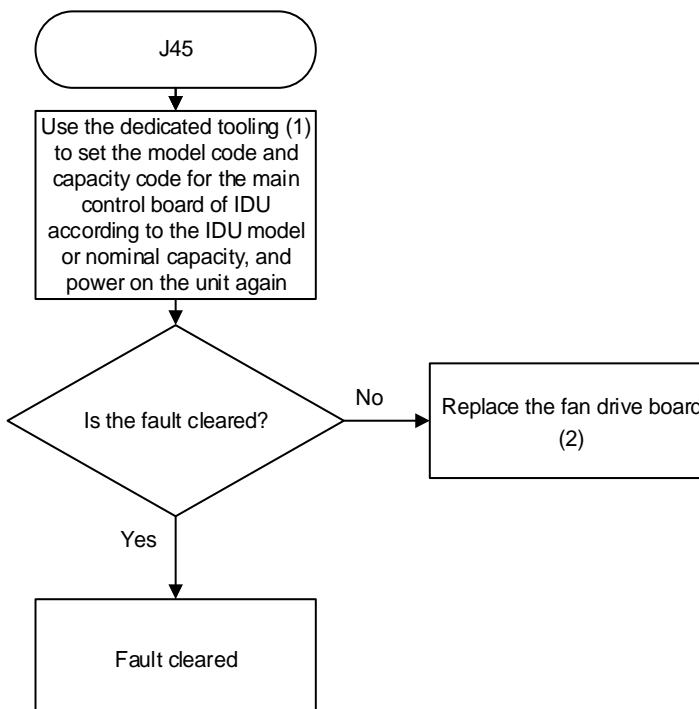 J45
Use the dedicated tooling (1)
to set the model code and
capacity code for the main
control board of IDU
according to the IDU model
or nominal capacity, and
power on the unit again
Is the fault cleared?
No
Replace the fan drive board
(2)
Yes
Fault cleared